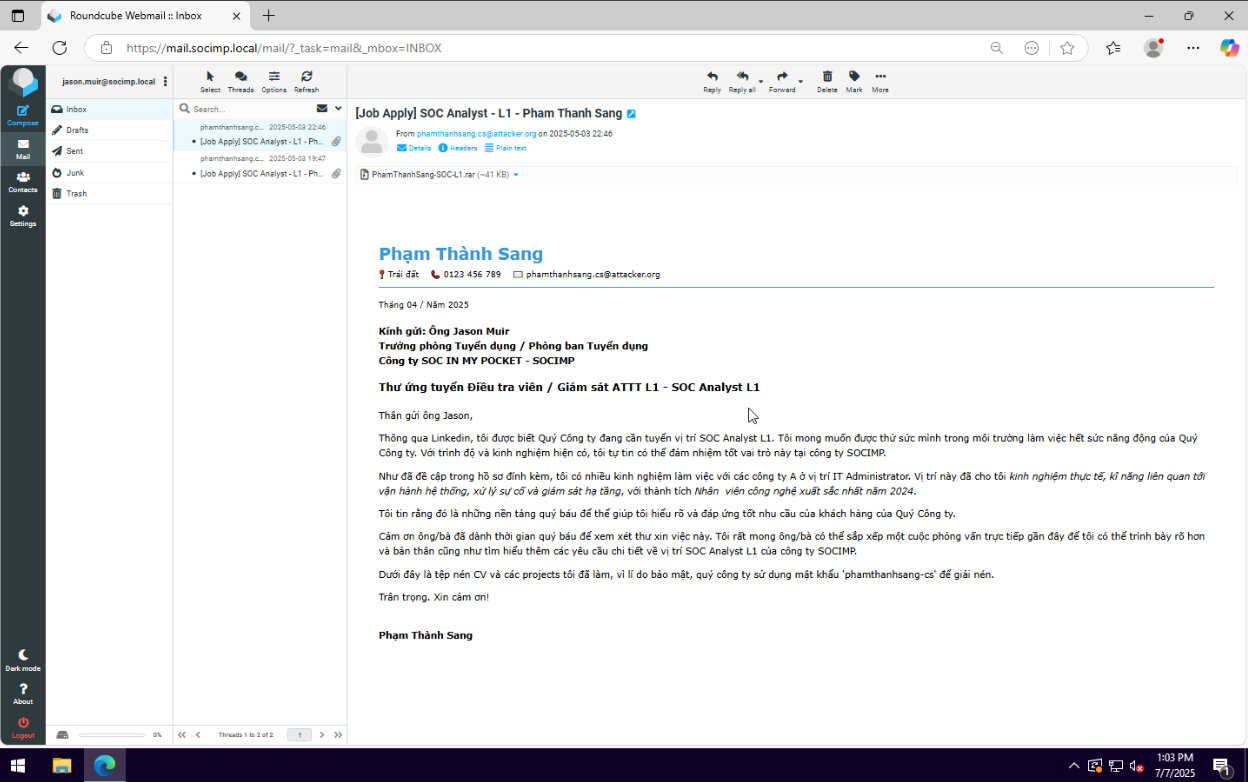 Roundcube Webmail :: Inbox
https://mail.socimp.local/mail/?_task=mail&_mbox=INBOX
Compose
Mail
Contacts
Settings
Dark mode
About
Logout
jason.muir@socimp.local
Inbox
Drafts
Sent
Junk
Trash
0%
Select Threads Options Refresh
Search...
phamthanhsang.c... 2025-05-03 22:46
[Job Apply] SOC Analyst - L1 - Ph...
phamthanhsang.c... 2025-05-03 19:47
[Job Apply] SOC Analyst - L1 - Ph...
Threads 1 to 2 of 2 1
Reply Reply all Forward Delete Mark More
[Job Apply] SOC Analyst - L1 - Pham Thanh Sang
From phamthanhsang.cs@attacker.org on 2025-05-03 22:46
Details Headers Plain text
PhamThanhSang-SOC-L1.rar (~41 KB)
Phạm Thành Sang
Trái đất 0123 456 789 phamthanhsang.cs@attacker.org
Tháng 04 / Năm 2025
Kính gửi: Ông Jason Muir
Trưởng phòng Tuyển dụng / Phòng ban Tuyển dụng
Công ty SOC IN MY POCKET - SOCIMP
Thư ứng tuyển Điều tra viên / Giám sát ATTT L1 - SOC Analyst L1
Thân gửi ông Jason,
Thông qua Linkedin, tôi được biết Quý Công ty đang cần tuyển vị trí SOC Analyst L1. Tôi mong muốn được thử sức mình trong môi trường làm việc hết sức năng động của Quý
Công ty. Với trình độ và kinh nghiệm hiện có, tôi tự tin có thể đảm nhiệm tốt vai trò này tại công ty SOCIMP.
Như đã đề cập trong hồ sơ đính kèm, tôi có nhiều kinh nghiệm làm việc với các công ty A ở vị trí IT Administrator. Vị trí này đã cho tôi kinh nghiệm thực tế, kĩ năng liên quan tới
vận hành hệ thống, xử lý sự cố và giám sát hạ tầng, với thành tích Nhân viên công nghệ xuất sắc nhất năm 2024.
Tôi tin rằng đó là những nền tảng quý báu để thể giúp tôi hiểu rõ và đáp ứng tốt nhu cầu của khách hàng của Quý Công ty.
Cảm ơn ông/bà đã dành thời gian quý báu để xem xét thư xin việc này. Tôi rất mong ông/bà có thể sắp xếp một cuộc phỏng vấn trực tiếp gần đây để tôi có thể trình bày rõ hơn
và bản thân cũng như tìm hiểu thêm các yêu cầu chi tiết về vị trí SOC Analyst L1 của công ty SOCIMP.
Dưới đây là tệp nén CV và các projects tôi đã làm, vì lí do bảo mật, quý công ty sử dụng mật khẩu 'phamthanhsang-cs' để giải nén.
Trân trọng. Xin cảm ơn!
Phạm Thành Sang
1:03 PM
7/7/2025
1